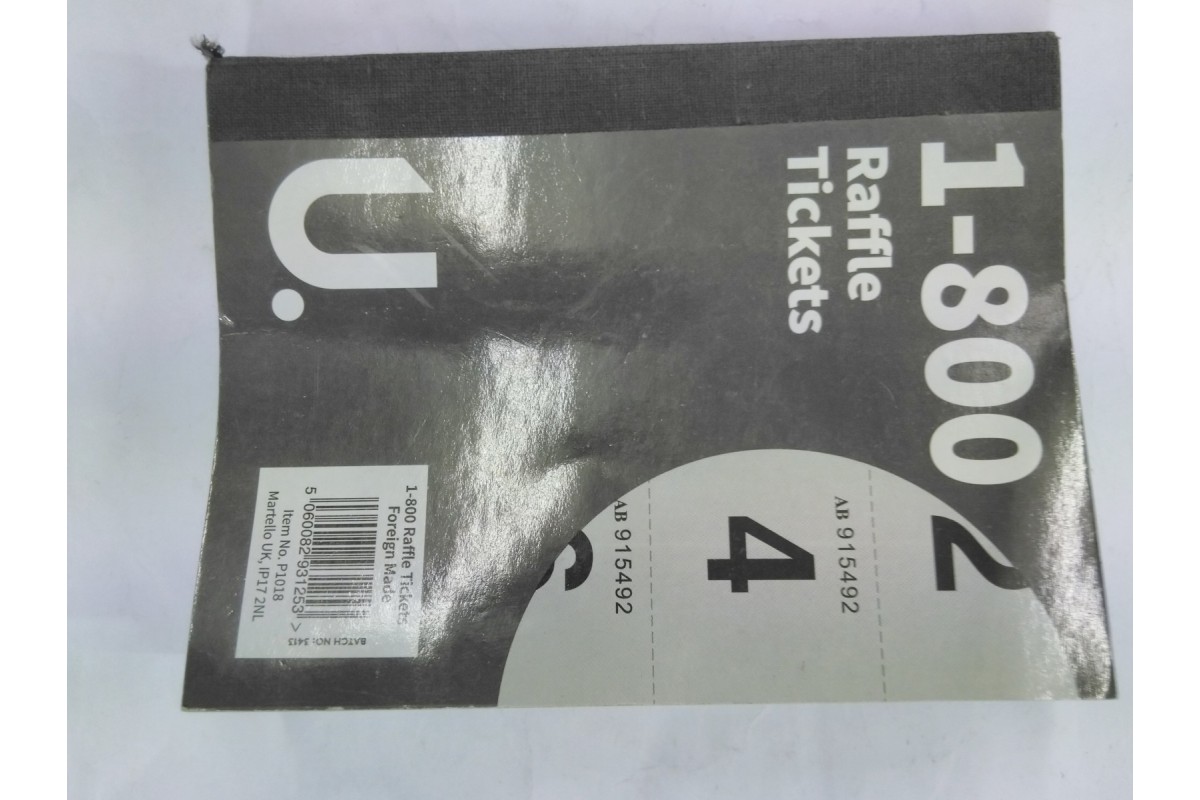 1-800
Raffle
Tickets
2
AB 915492
4
AB 915492
6
U.
1-800 Raffle Tickets
Foreign Made
5 060082 931253 >
Item No. P1018
Martello UK, IP17 2NL
BATCH NO: 3413